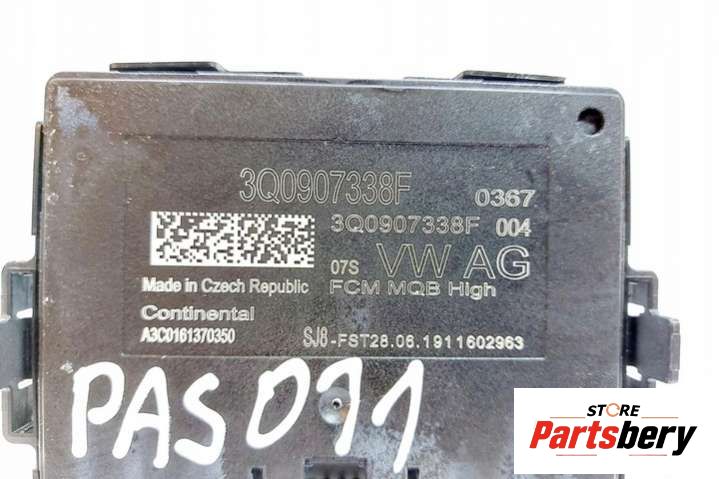 3Q0907338F
0367
3Q0907338F 004
07S VW AG
Made in Czech Republic FCM MQB High
Continental
A3C0161370350 SJ8-FST28.06.1911602963
PAS091
STORE
Partsbery